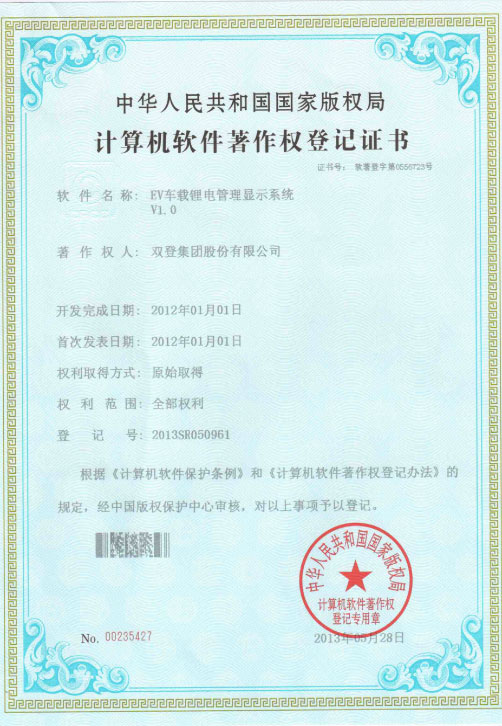 中华人民共和国国家版权局
计算机软件著作权登记证书
证书号： 软著登字第0556723号
软件名称： EV车载锂电管理显示系统
V1.0
著作权人： 双登集团股份有限公司
开发完成日期： 2012年01月01日
首次发表日期： 2012年01月01日
权利取得方式： 原始取得
权利范围： 全部权利
登记号： 2013SR050961
根据《计算机软件保护条例》和《计算机软件著作权登记办法》的
规定，经中国版权保护中心审核，对以上事项予以登记。
中华人民共和国国家版权局
计算机软件著作权
登记专用章
No. 00235427
2013年05月28日